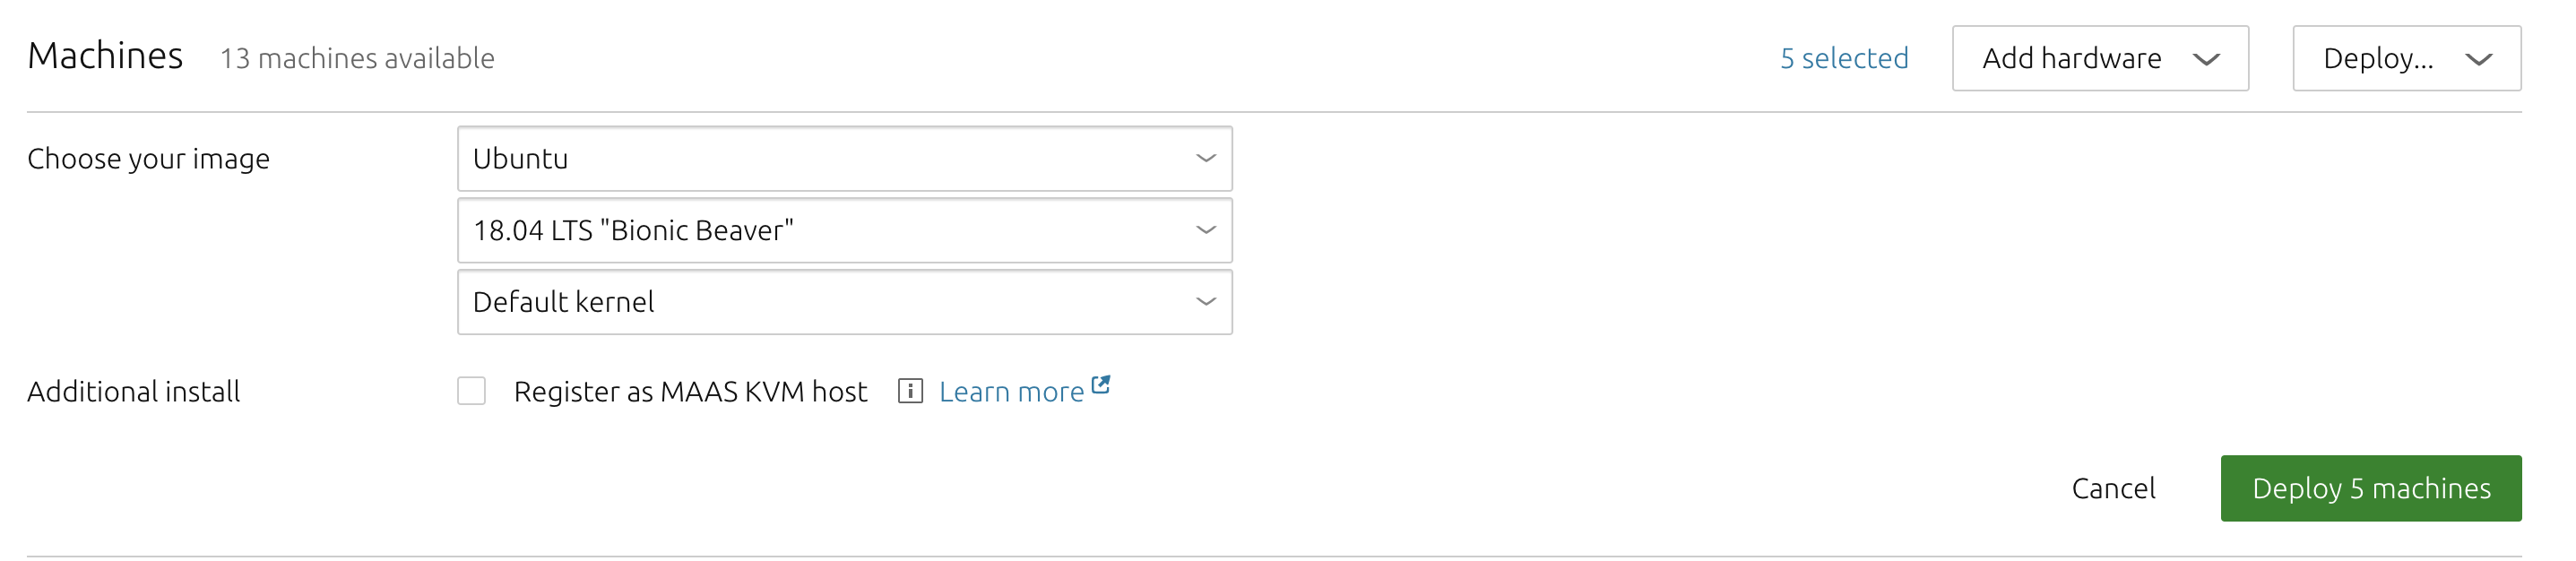 Machines 13 machines available 5 selected Add hardware Deploy...
Choose your image Ubuntu
18.04 LTS "Bionic Beaver"
Default kernel
Additional install Register as MAAS KVM host i Learn more
Cancel Deploy 5 machines